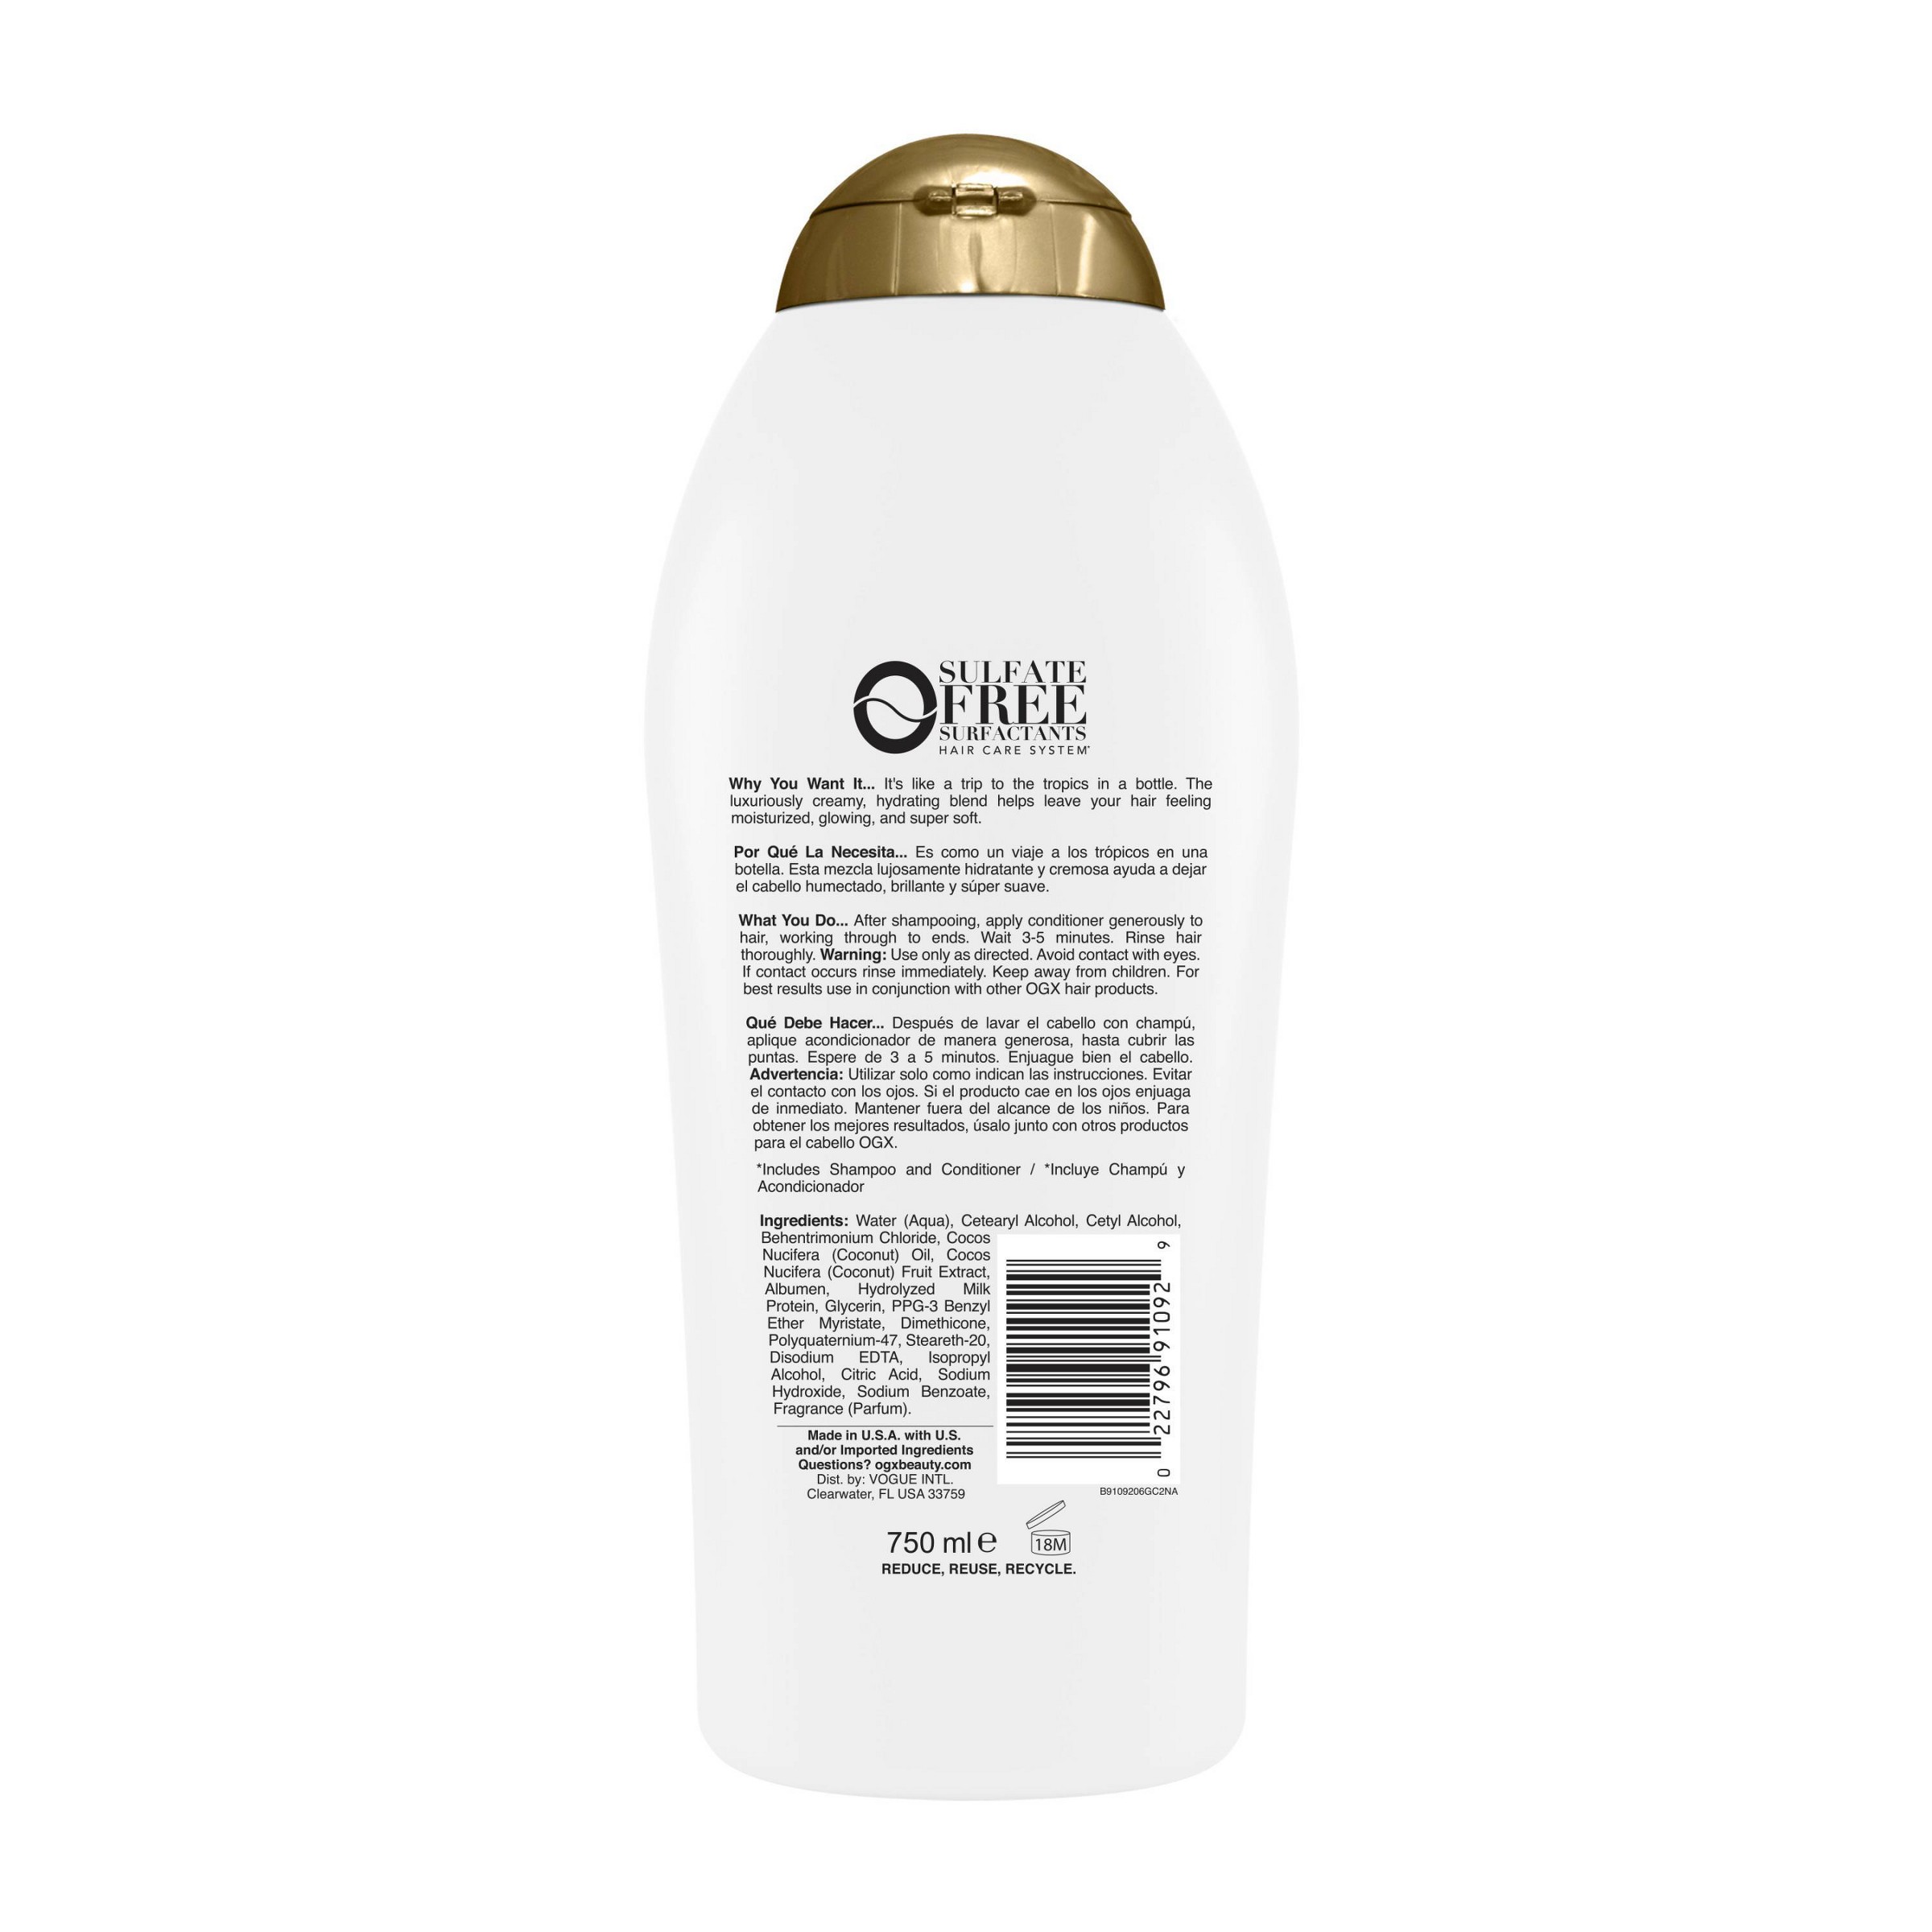 SULFATE
FREE
SURFACTANTS
HAIR CARE SYSTEM*
Why You Want It... It's like a trip to the tropics in a bottle. The
luxuriously creamy, hydrating blend helps leave your hair feeling
moisturized, glowing, and super soft.
Por Qué La Necesita... Es como un viaje a los trópicos en una
botella. Esta mezcla lujosamente hidratante y cremosa ayuda a dejar
el cabello humectado, brillante y súper suave.
What You Do... After shampooing, apply conditioner generously to
hair, working through to ends. Wait 3-5 minutes. Rinse hair
thoroughly. Warning: Use only as directed. Avoid contact with eyes.
If contact occurs rinse immediately. Keep away from children. For
best results use in conjunction with other OGX hair products.
Qué Debe Hacer... Después de lavar el cabello con champú,
aplique acondicionador de manera generosa, hasta cubrir las
puntas. Espere de 3 a 5 minutos. Enjuague bien el cabello.
Advertencia: Utilizar solo como indican las instrucciones. Evitar
el contacto con los ojos. Si el producto cae en los ojos enjuaga
de inmediato. Mantener fuera del alcance de los niños. Para
obtener los mejores resultados, úsalo junto con otros productos
para el cabello OGX.
*Includes Shampoo and Conditioner / *Incluye Champú y
Acondicionador
Ingredients: Water (Aqua), Cetearyl Alcohol, Cetyl Alcohol,
Behentrimonium Chloride, Cocos
Nucifera (Coconut) Oil, Cocos
Nucifera (Coconut) Fruit Extract,
Albumen, Hydrolyzed Milk
Protein, Glycerin, PPG-3 Benzyl
Ether Myristate, Dimethicone,
Polyquaternium-47, Steareth-20,
Disodium EDTA, Isopropyl
Alcohol, Citric Acid, Sodium
Hydroxide, Sodium Benzoate,
Fragrance (Parfum).
0 22796 91092 9
Made in U.S.A. with U.S.
and/or Imported Ingredients
Questions? ogxbeauty.com
Dist. by: VOGUE INTL.
Clearwater, FL USA 33759
B9109206GC2NA
750 ml e
18M
REDUCE, REUSE, RECYCLE.